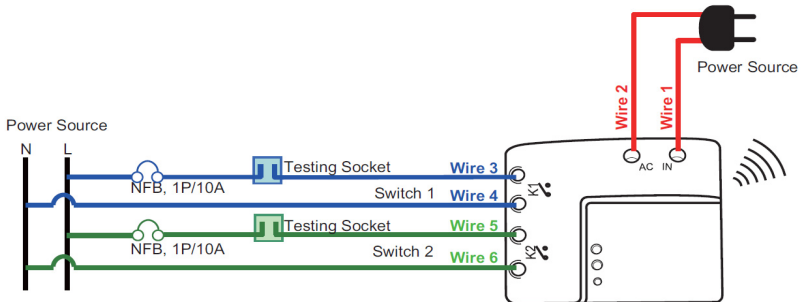 Power Source
Wire 2
Wire 1
Power Source
N L
AC IN
Testing Socket
Wire 3
NFB, 1P/10A
Switch 1
Wire 4
K1
Testing Socket
Wire 5
NFB, 1P/10A
Switch 2
Wire 6
K2